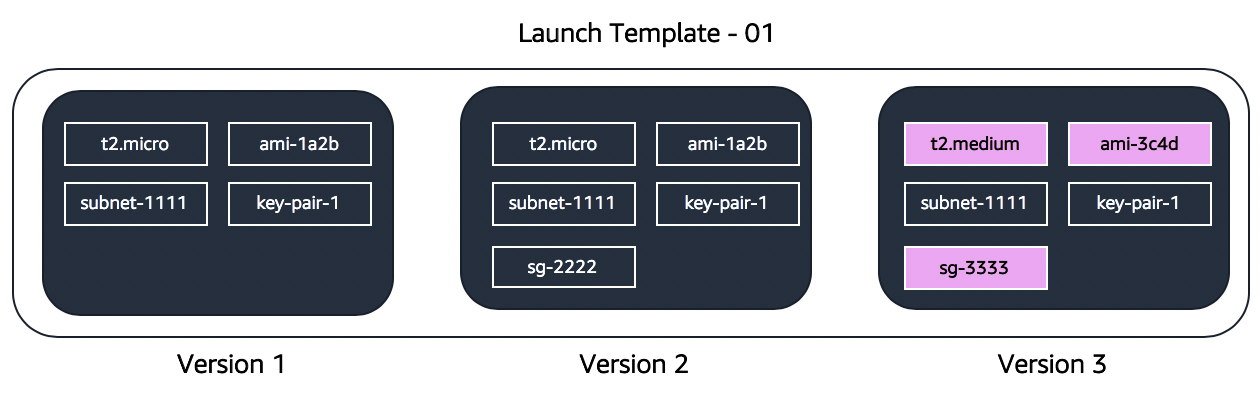 Launch Template - 01
t2.micro
ami-1a2b
subnet-1111
key-pair-1
t2.micro
ami-1a2b
subnet-1111
key-pair-1
sg-2222
t2.medium
ami-3c4d
subnet-1111
key-pair-1
sg-3333
Version 1
Version 2
Version 3